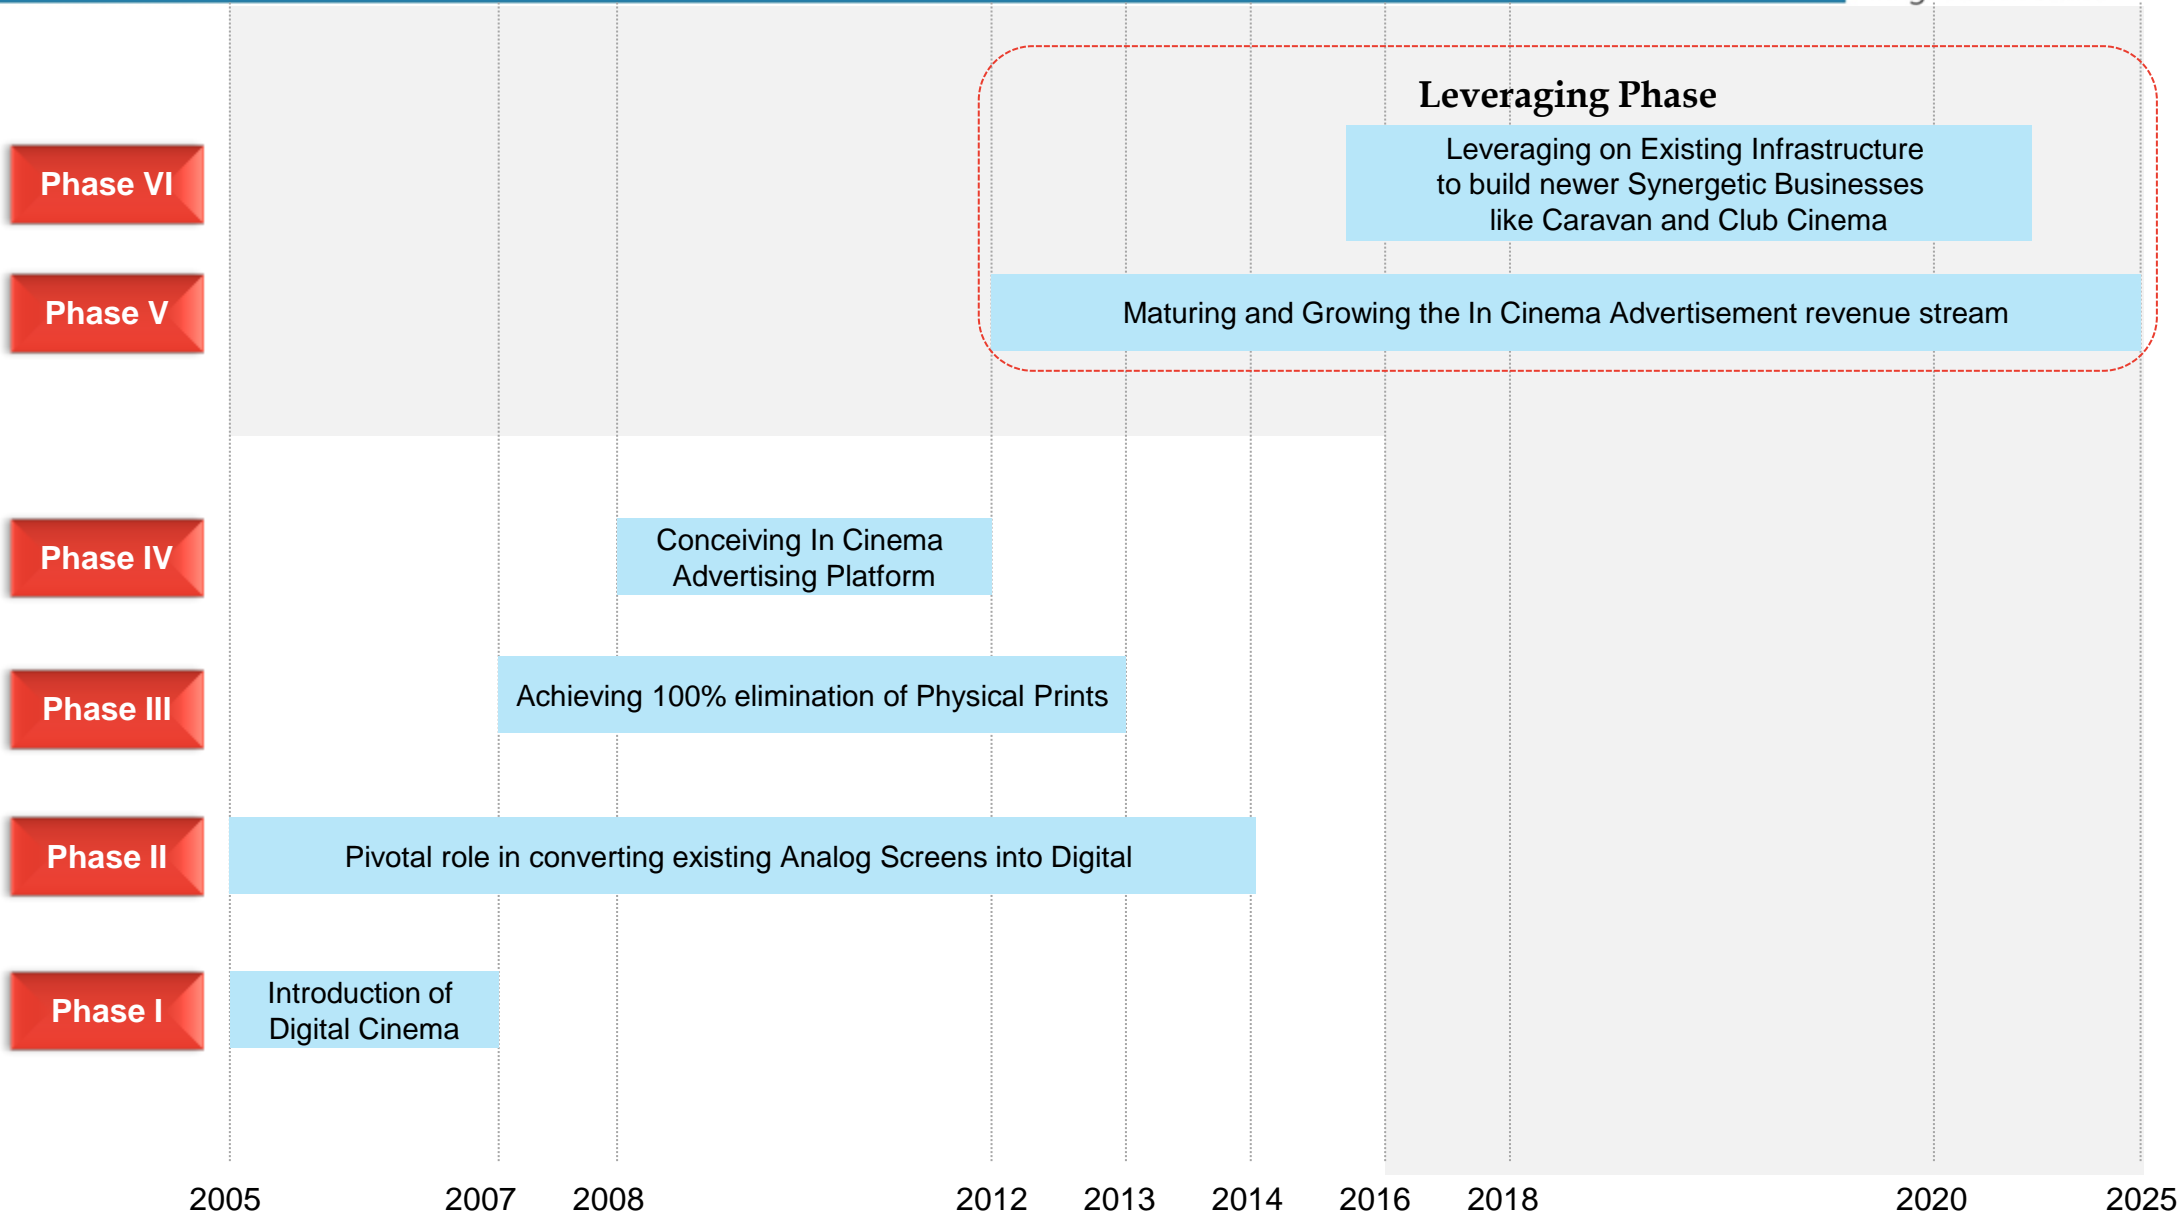 Leveraging Phase
Phase VI
Leveraging on Existing Infrastructure
to build newer Synergetic Businesses
like Caravan and Club Cinema
Phase V
Maturing and Growing the In Cinema Advertisement revenue stream
Phase IV
Conceiving In Cinema
Advertising Platform
Phase III
Achieving 100% elimination of Physical Prints
Phase II
Pivotal role in converting existing Analog Screens into Digital
Phase I
Introduction of
Digital Cinema
2005 2007 2008 2012 2013 2014 2016 2018 2020 2025